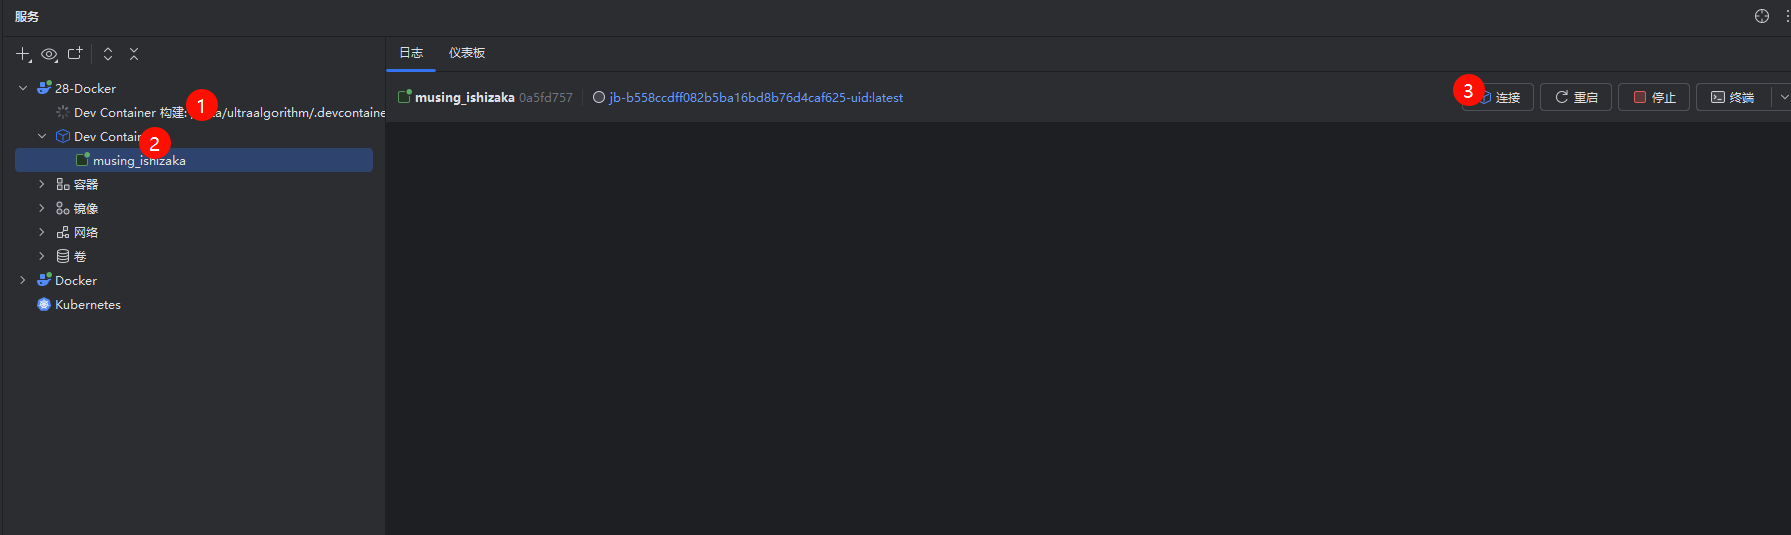 服务
日志 仪表板
28-Docker
Dev Container 构建: /ultraalgorithm/.devcontaine
1
Dev Contain
2
musing_ishizaka
容器
镜像
网络
卷
Docker
Kubernetes
musing_ishizaka 0a5fd757 jb-b558ccdff082b5ba16bd8b76d4caf625-uid:latest
3 连接 重启 停止 终端